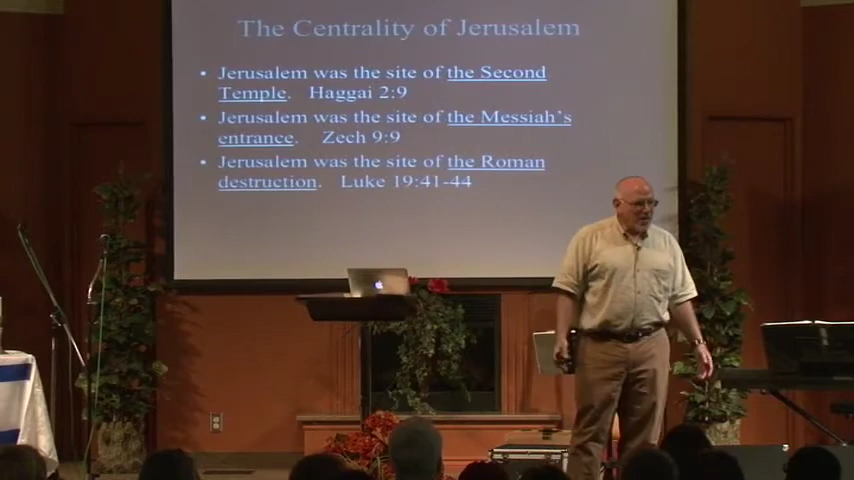 The Centrality of Jerusalem
• Jerusalem was the site of the Second
Temple. Haggai 2:9
• Jerusalem was the site of the Messiah's
entrance. Zech 9:9
• Jerusalem was the site of the Roman
destruction. Luke 19:41-44